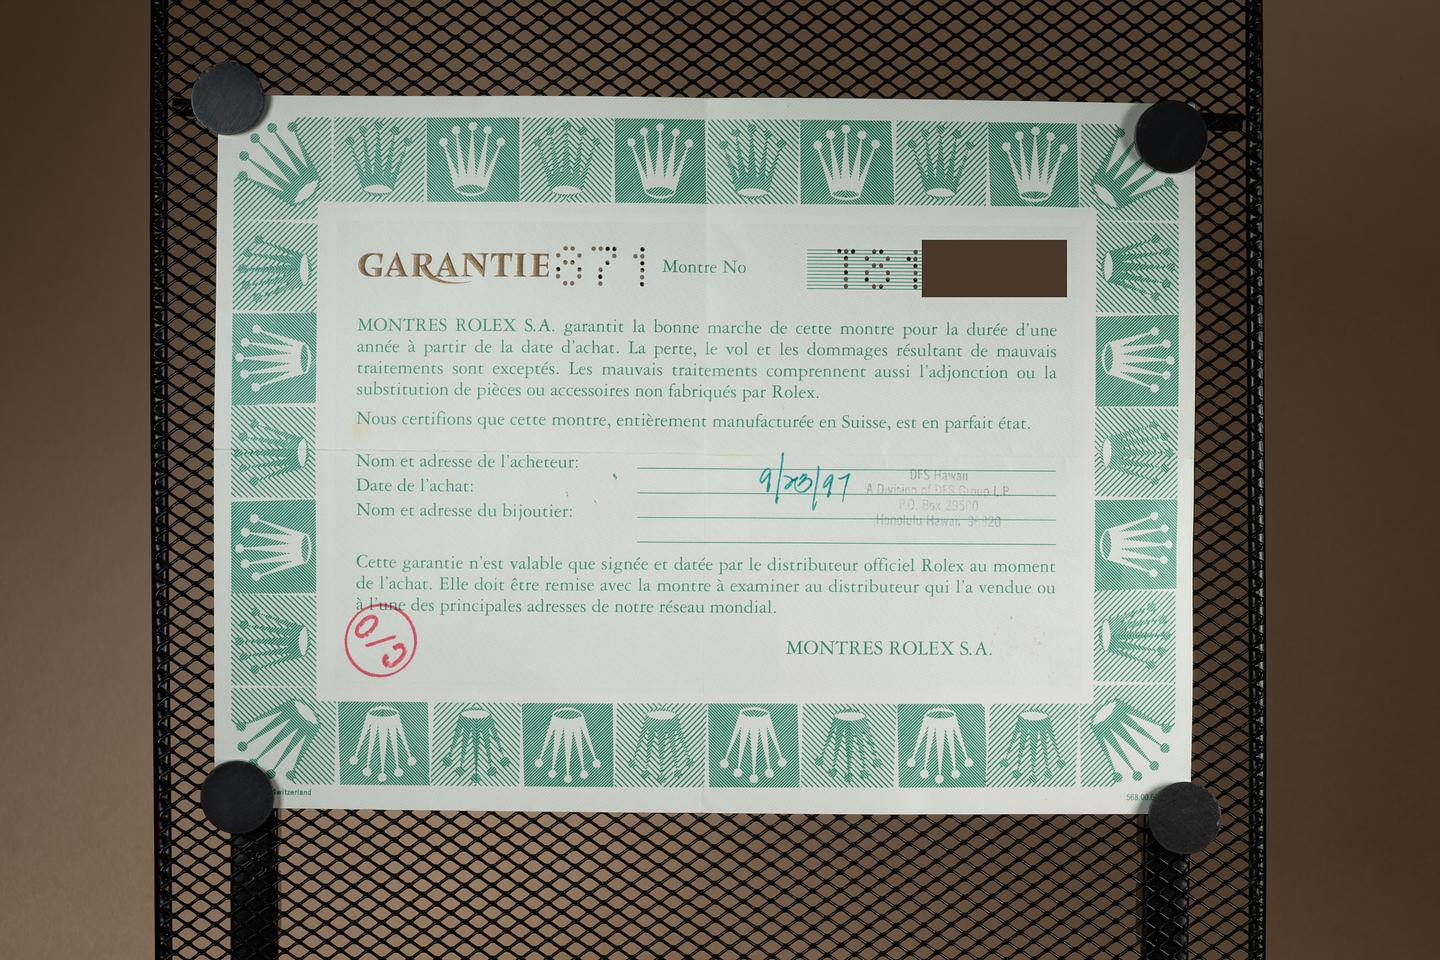 GARANTIE 871 Montre No T81
MONTRES ROLEX S.A. garantit la bonne marche de cette montre pour la durée d'une
année à partir de la date d'achat. La perte, le vol et les dommages résultant de mauvais
traitements sont exceptés. Les mauvais traitements comprennent aussi l'adjonction ou la
substitution de pièces ou accessoires non fabriqués par Rolex.
Nous certifions que cette montre, entièrement manufacturée en Suisse, est en parfait état.
Nom et adresse de l'acheteur:
Date de l'achat: 9/23/97
Nom et adresse du bijoutier:
DFS Hawaii
A Division of DFS Group L.P.
P.O. Box 29500
Honolulu Hawaii 96820
Cette garantie n'est valable que signée et datée par le distributeur officiel Rolex au moment
de l'achat. Elle doit être remise avec la montre à examiner au distributeur qui l'a vendue ou
à l'une des principales adresses de notre réseau mondial.
O/C
MONTRES ROLEX S.A.
Switzerland
568.00